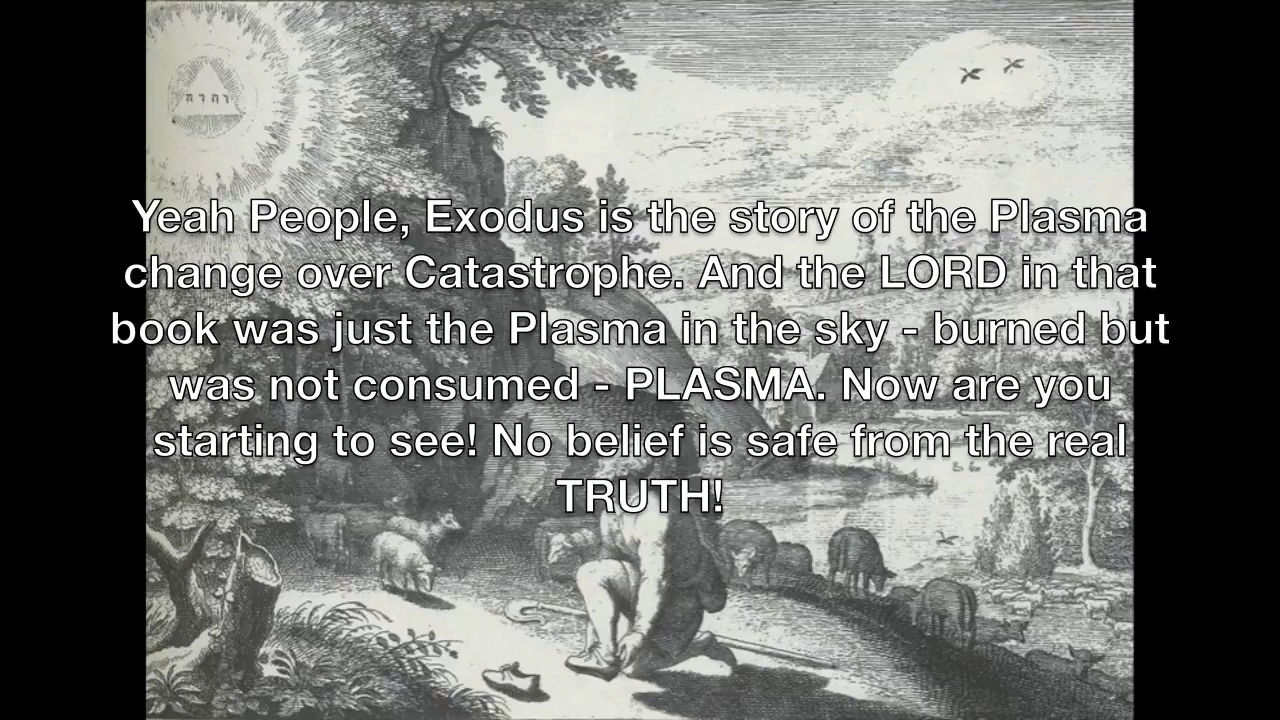 Yeah People, Exodus is the story of the Plasma
change over Catastrophe. And the LORD in that
book was just the Plasma in the sky - burned but
was not consumed - PLASMA. Now are you
starting to see! No belief is safe from the real
TRUTH!